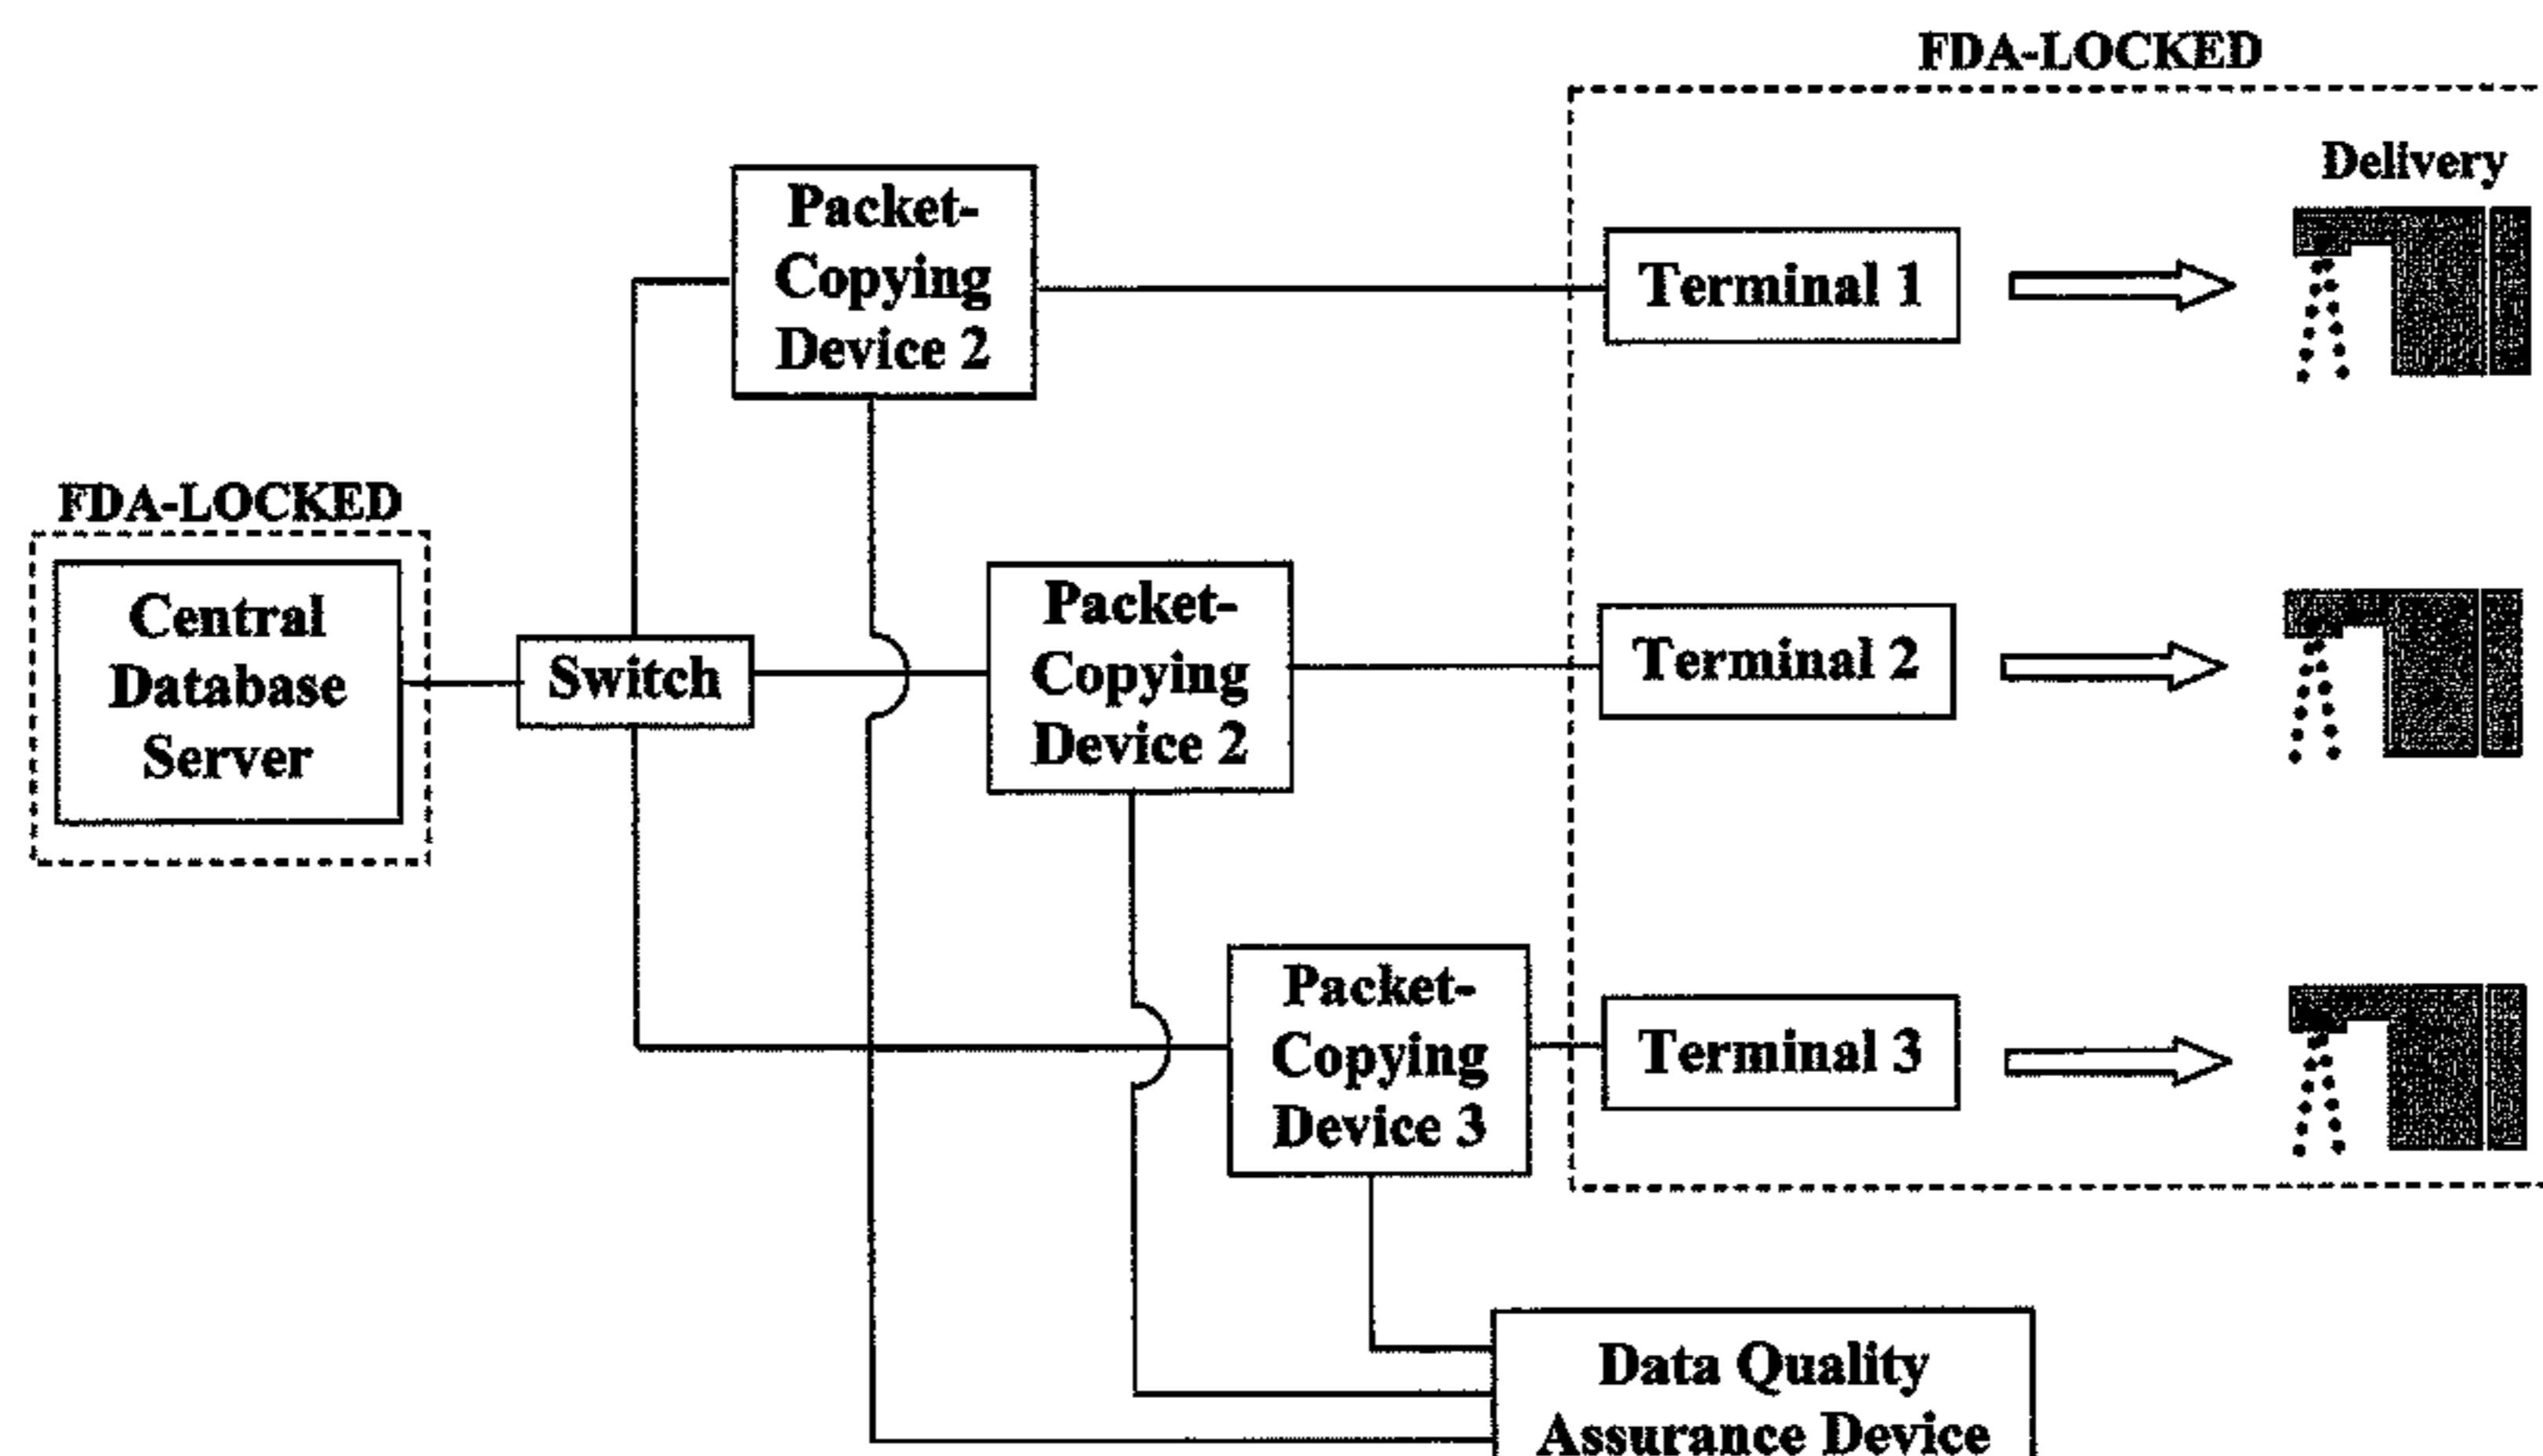 FDA-LOCKED
Delivery
Packet-
Copying
Device 2
Terminal 1
FDA-LOCKED
Central
Database
Server
Switch
Packet-
Copying
Device 2
Terminal 2
Packet-
Copying
Device 3
Terminal 3
Data Quality
Assurance Device